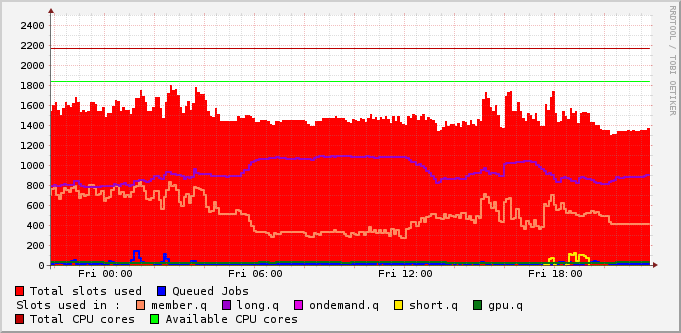 2400
2200
2000
1800
1600
1400
1200
1000
800
600
400
200
0
Fri 00:00 Fri 06:00 Fri 12:00 Fri 18:00
Total slots used Queued Jobs
Slots used in : member.q long.q ondemand.q short.q gpu.q
Total CPU cores Available CPU cores
RRDTOOL / TOBI OETIKER